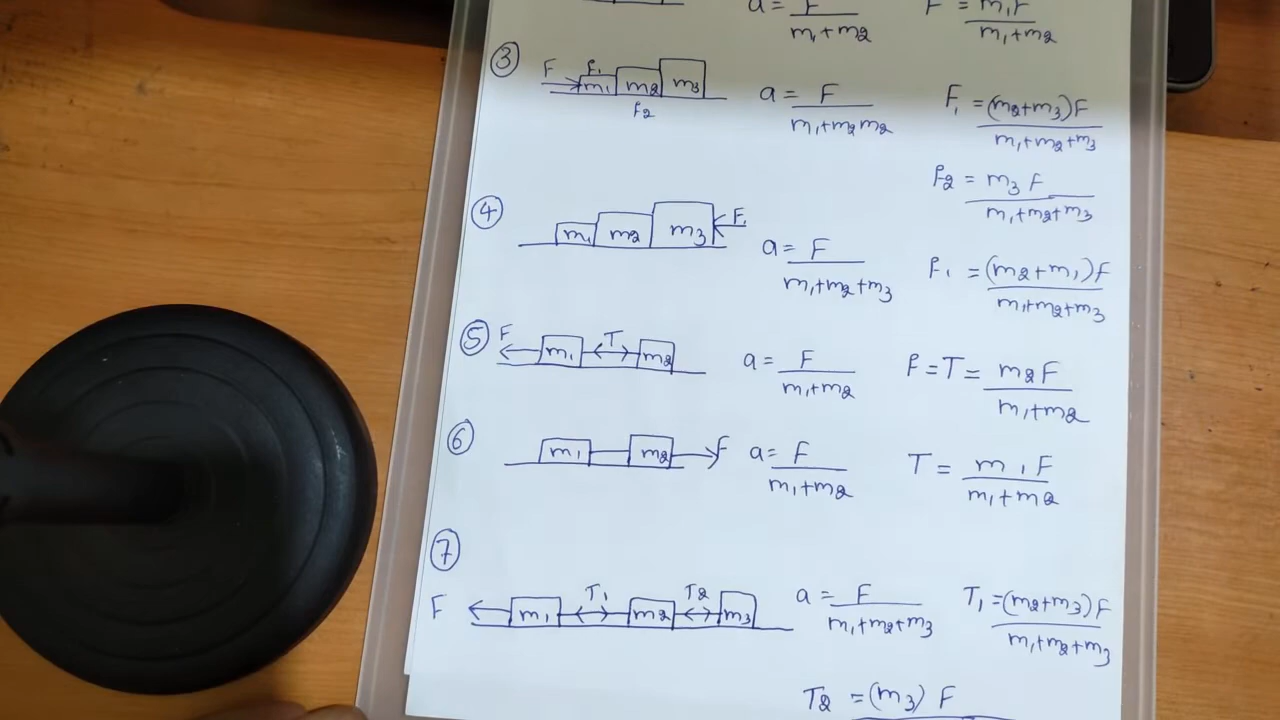 a = F / m₁+m₂ F = m₁F / m₁+m₂
③ F F₁ m₁ m₂ m₃ F₂ a = F / m₁+m₂m₂ F₁ = (m₂+m₃)F / m₁+m₂+m₃
F₂ = m₃ F / m₁+m₂+m₃
④ m₁ m₂ m₃ F₁ a = F / m₁+m₂+m₃ F₁ = (m₂+m₁)F / m₁+m₂+m₃
⑤ F m₁ T m₂ a = F / m₁+m₂ F = T = m₂F / m₁+m₂
⑥ m₁ m₂ F a = F / m₁+m₂ T = m₁F / m₁+m₂
⑦
F m₁ T₁ m₂ T₂ m₃ a = F / m₁+m₂+m₃ T₁ = (m₂+m₃)F / m₁+m₂+m₃
T₂ = (m₃) F